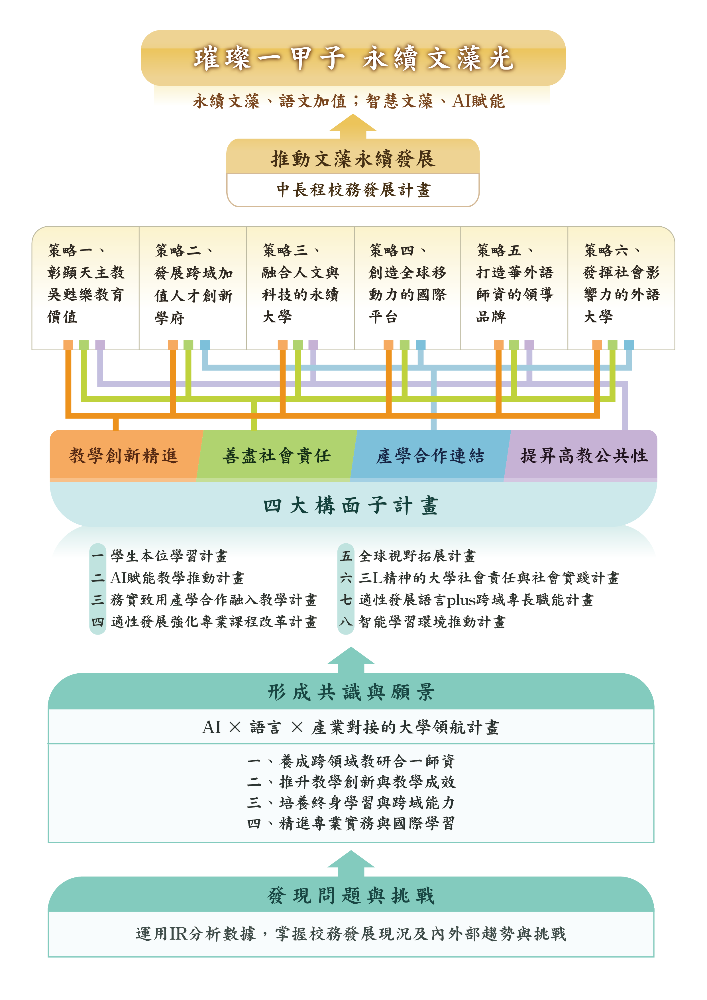 璀璨一甲子 永續文藻光
永續文藻、語文加值；智慧文藻、AI賦能
推動文藻永續發展
中長程校務發展計畫
策略一、
彰顯天主教
吳甦樂教育
價值
策略二、
發展跨域加
值人才創新
學府
策略三、
融合人文與
科技的永續
大學
策略四、
創造全球移
動力的國際
平台
策略五、
打造華外語
師資的領導
品牌
策略六、
發揮社會影
響力的外語
大學
教學創新精進
善盡社會責任
產學合作連結
提昇高教公共性
四大構面子計畫
一 學生本位學習計畫
二 AI賦能教學推動計畫
三 務實致用產學合作融入教學計畫
四 適性發展強化專業課程改革計畫
五 全球視野拓展計畫
六 三L精神的大學社會責任與社會實踐計畫
七 適性發展語言plus跨域專長職能計畫
八 智能學習環境推動計畫
形成共識與願景
AI × 語言 × 產業對接的大學領航計畫
一、養成跨領域教研合一師資
二、推升教學創新與教學成效
三、培養終身學習與跨域能力
四、精進專業實務與國際學習
發現問題與挑戰
運用IR分析數據，掌握校務發展現況及內外部趨勢與挑戰